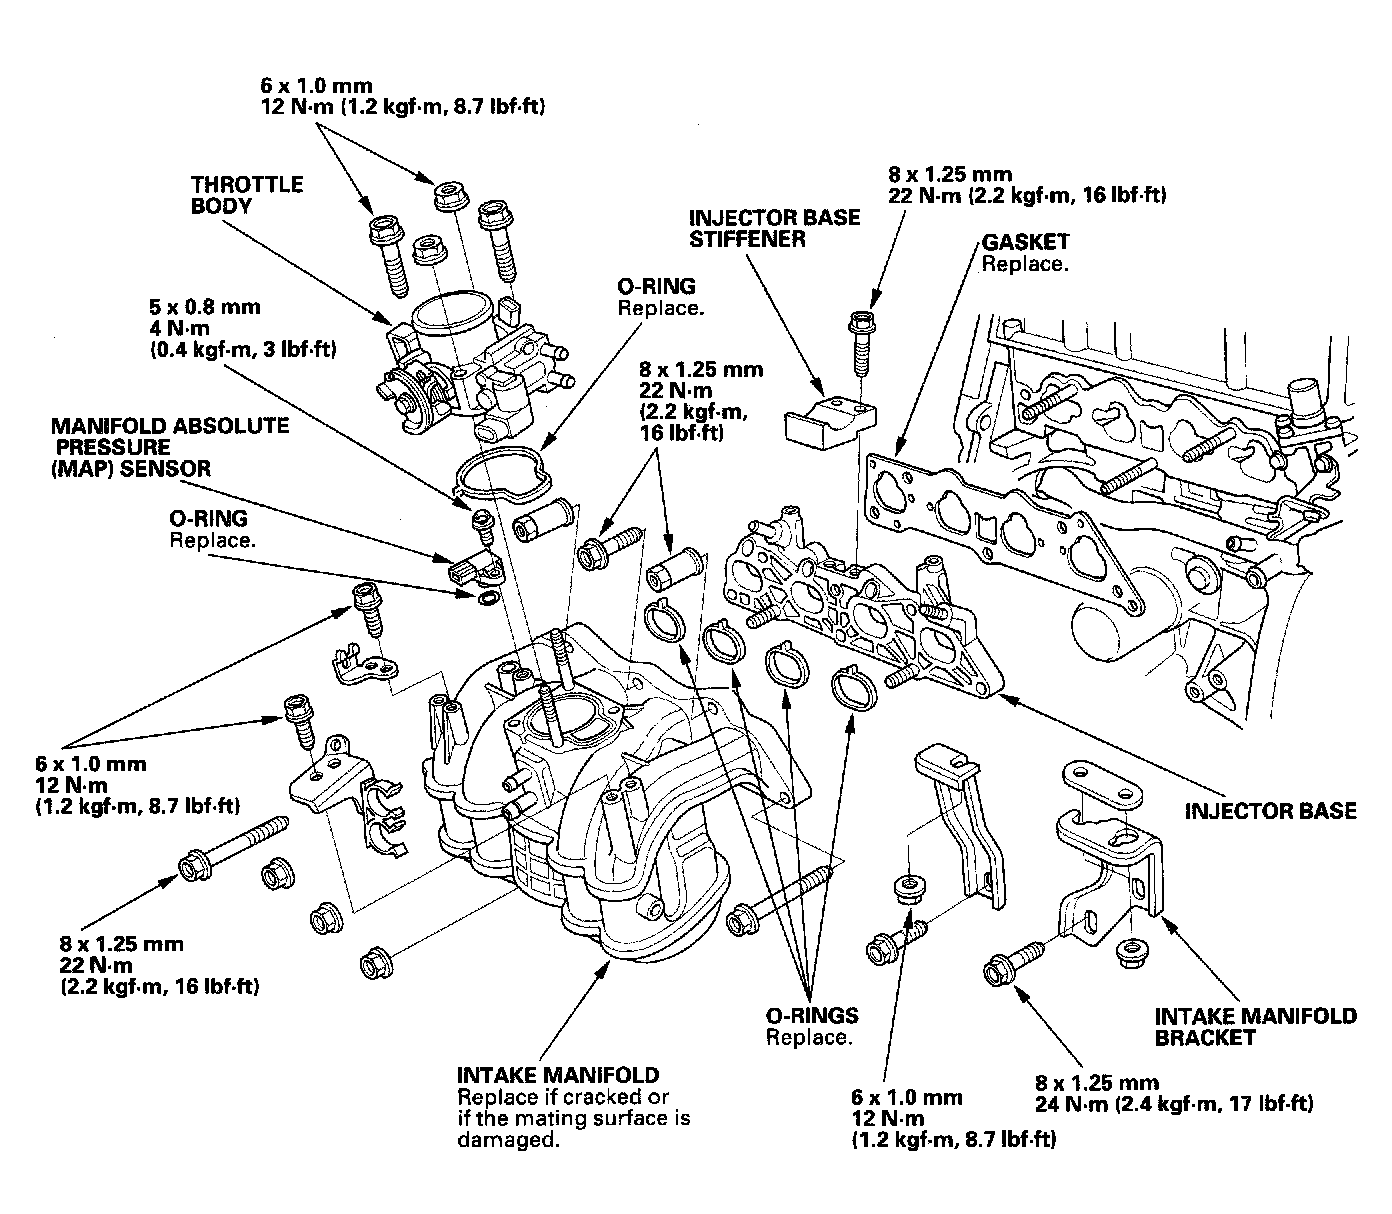 6 x 1.0 mm
12 N·m (1.2 kgf·m, 8.7 lbf·ft)
THROTTLE
BODY
8 x 1.25 mm
22 N·m (2.2 kgf·m, 16 lbf·ft)
INJECTOR BASE
STIFFENER
GASKET
Replace.
O-RING
Replace.
5 x 0.8 mm
4 N·m
(0.4 kgf·m, 3 lbf·ft)
8 x 1.25 mm
22 N·m
(2.2 kgf·m,
16 lbf·ft)
MANIFOLD ABSOLUTE
PRESSURE
(MAP) SENSOR
O-RING
Replace.
6 x 1.0 mm
12 N·m
(1.2 kgf·m, 8.7 lbf·ft)
INJECTOR BASE
8 x 1.25 mm
22 N·m
(2.2 kgf·m, 16 lbf·ft)
O-RINGS
Replace.
INTAKE MANIFOLD
BRACKET
INTAKE MANIFOLD
Replace if cracked or
if the mating surface is
damaged.
6 x 1.0 mm
12 N·m
(1.2 kgf·m, 8.7 lbf·ft)
8 x 1.25 mm
24 N·m (2.4 kgf·m, 17 lbf·ft)